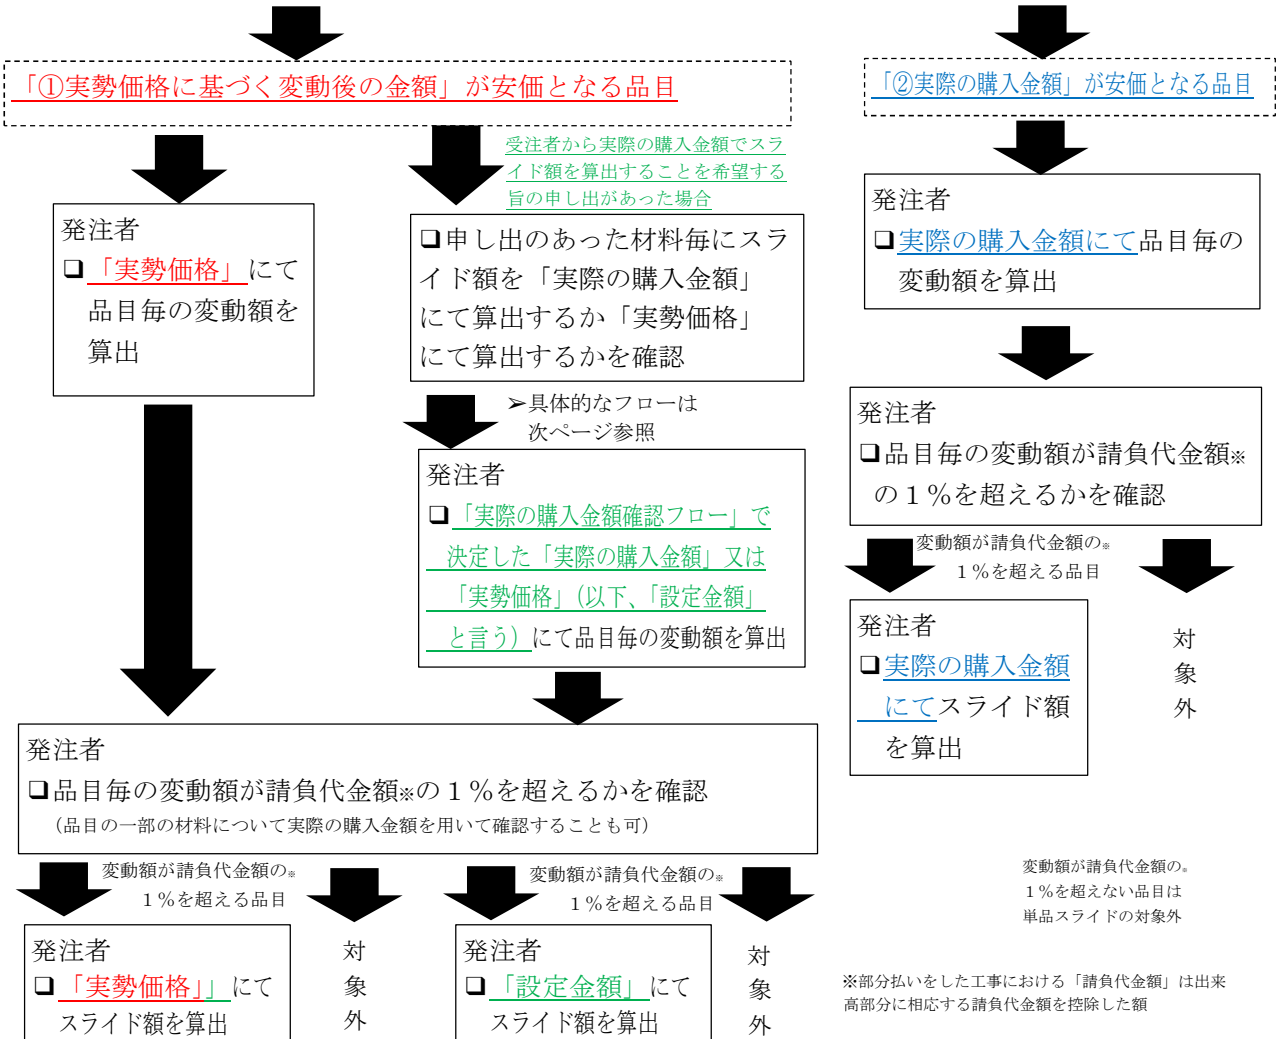 「①実勢価格に基づく変動後の金額」が安価となる品目
「②実際の購入金額」が安価となる品目
受注者から実際の購入金額でスラ
イド額を算出することを希望する
旨の申し出があった場合
発注者
❑「実勢価格」にて
品目毎の変動額を
算出
❑申し出のあった材料毎にスラ
イド額を「実際の購入金額」
にて算出するか「実勢価格」
にて算出するかを確認
発注者
❑実際の購入金額にて品目毎の
変動額を算出
➢具体的なフローは
次ページ参照
発注者
❑「実際の購入金額確認フロー」で
決定した「実際の購入金額」又は
「実勢価格」（以下、「設定金額」
と言う）にて品目毎の変動額を算出
発注者
❑品目毎の変動額が請負代金額※
の１％を超えるかを確認
変動額が請負代金額の※
１％を超える品目
発注者
❑実際の購入金額
にてスライド額
を算出
対
象
外
発注者
❑品目毎の変動額が請負代金額※の１％を超えるかを確認
（品目の一部の材料について実際の購入金額を用いて確認することも可）
変動額が請負代金額の※
１％を超える品目
変動額が請負代金額の※
１％を超える品目
発注者
❑「実勢価格」」にて
スライド額を算出
対
象
外
発注者
❑「設定金額」にて
スライド額を算出
対
象
外
変動額が請負代金額の※
１％を超えない品目は
単品スライドの対象外
※部分払いをした工事における「請負代金額」は出来
高部分に相応する請負代金額を控除した額